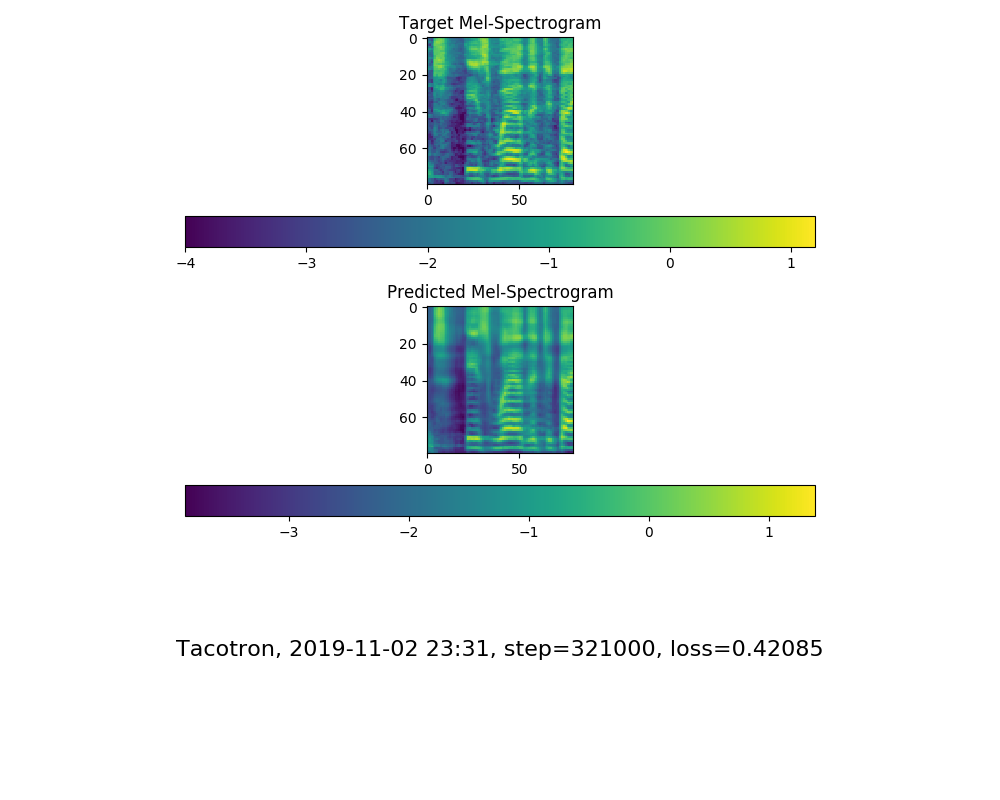 Target Mel-Spectrogram
0
20
40
60
0 50
−4 −3 −2 −1 0 1
Predicted Mel-Spectrogram
0
20
40
60
0 50
−3 −2 −1 0 1
Tacotron, 2019-11-02 23:31, step=321000, loss=0.42085